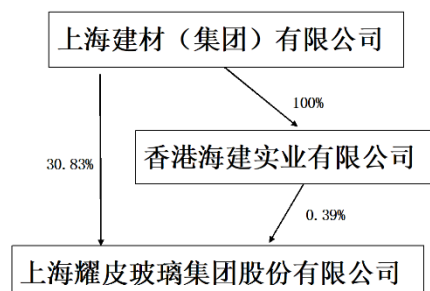 上海建材（集团）有限公司
100%
香港海建实业有限公司
30.83%
0.39%
上海耀皮玻璃集团股份有限公司